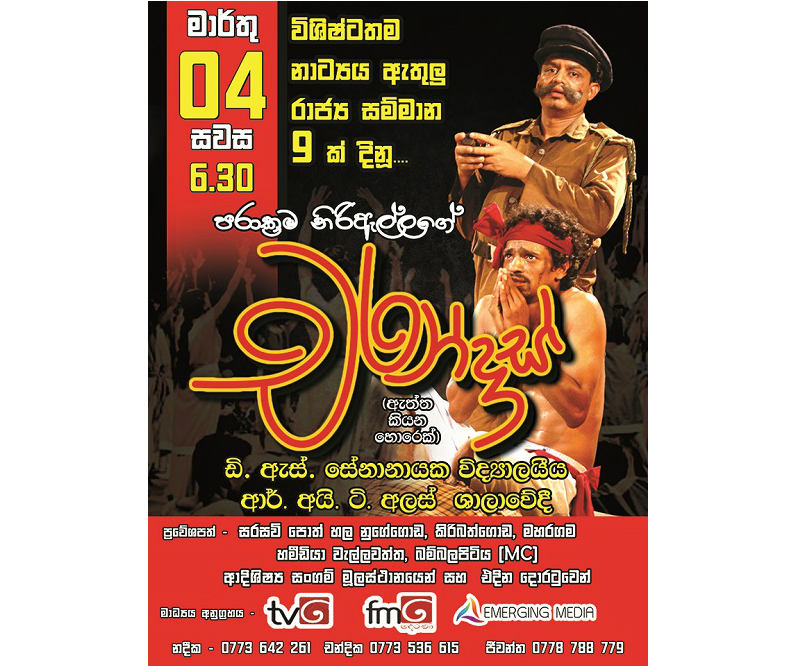 මාර්තු
04
සවස
6.30
විශිෂ්ටතම
නාට්‍යය ඇතුලු
රාජ්‍ය සම්මාන
9 ක් දිනූ....
පරාක්‍රම නිරිඇල්ලගේ
චරන්දාස්
(ඇත්ත
කියන
හොරෙක්)
ඩී. ඇස්. සේනානායක විද්‍යාලයීය
ආර්. අයි. ටී. අලස් ශාලාවේදී
ප්‍රවේශපත් - සරසවි පොත් හල නුගේගොඩ, කිරිබත්ගොඩ, මහරගම
හමීඩියා වැල්ලවත්ත, බම්බලපිටිය [MC]
ආදිශිෂ්‍ය සංගම් මූලස්ථානයෙන් සහ එදින දොරටුවෙන්
මාධ්‍යය අනුග්‍රහය - tv fm දෙරණ EMERGING MEDIA
නදීක - 0773 642 261 චන්දික 0773 536 615 ජීවන්ත 0778 788 779